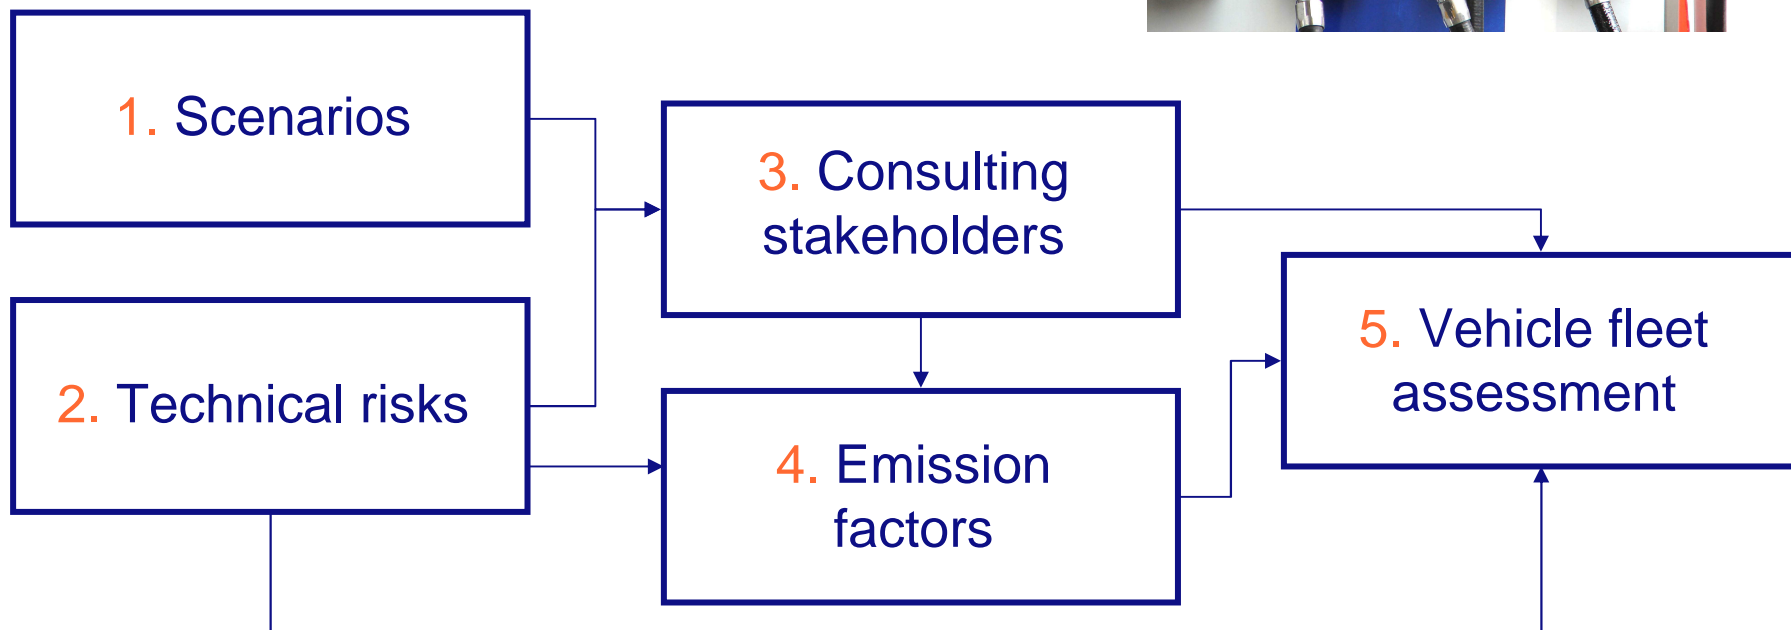 1. Scenarios
2. Technical risks
3. Consulting
stakeholders
4. Emission
factors
5. Vehicle fleet
assessment